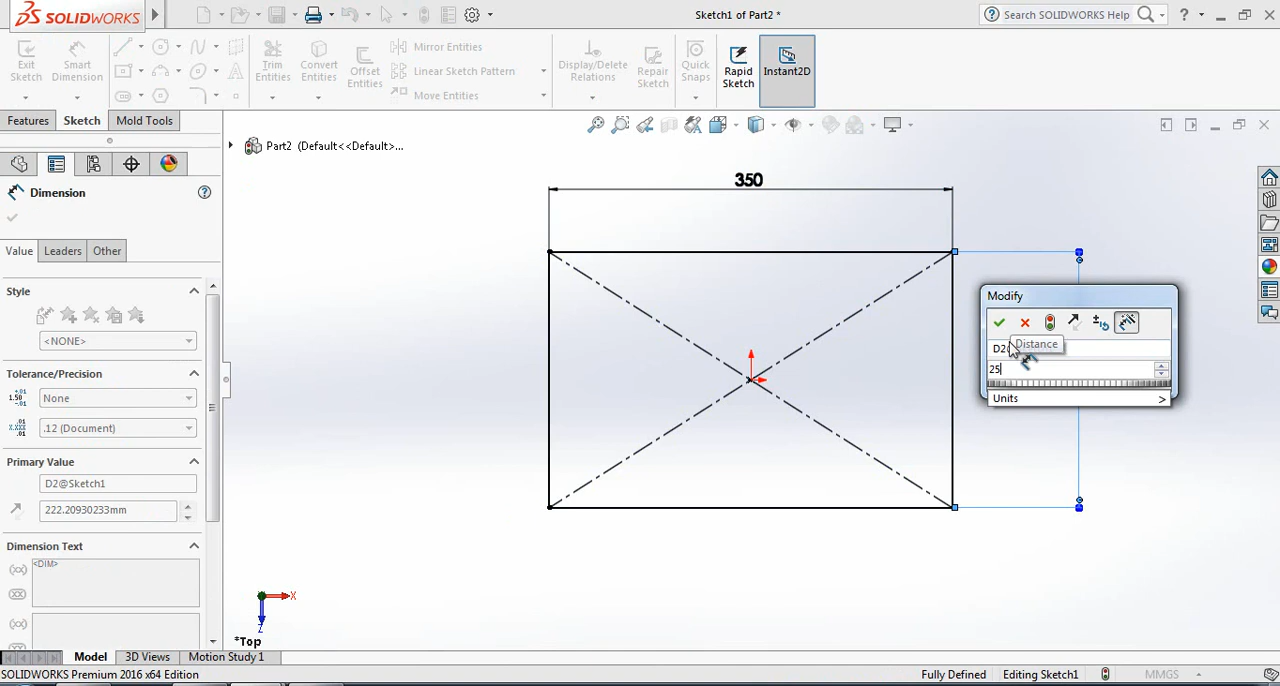 SOLIDWORKS
Sketch1 of Part2 *
Search SOLIDWORKS Help
?
Exit Sketch
Smart Dimension
Trim Entities
Convert Entities
Offset Entities
Mirror Entities
Linear Sketch Pattern
Move Entities
Display/Delete Relations
Repair Sketch
Quick Snaps
Rapid Sketch
Instant2D
Features
Sketch
Mold Tools
Part2 (Default<<Default>...
Dimension
Value
Leaders
Other
Style
<NONE>
Tolerance/Precision
None
.12 (Document)
Primary Value
D2@Sketch1
222.20930233mm
Dimension Text
<DIM>
350
Modify
D2
Distance
25
Units
>
X
Z
*Top
Model
3D Views
Motion Study 1
SOLIDWORKS Premium 2016 x64 Edition
Fully Defined
Editing Sketch1
MMGS